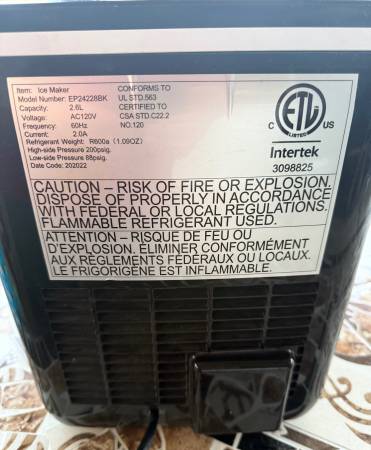 Item: Ice Maker
Model Number: EP24228BK
Capacity: 2.6L
Voltage: AC120V
Frequency: 60Hz
Current: 2.0A
Refrigerant Weight: R600a (1.09OZ)
High-side Pressure 200psig.
Low-side Pressure 88psig.
Date Code: 202022
CONFORMS TO
UL STD.563
CERTIFIED TO
CSA STD.C22.2
NO.120
ETL
C US
LISTED
Intertek
3098825
CAUTION – RISK OF FIRE OR EXPLOSION.
DISPOSE OF PROPERLY IN ACCORDANCE
WITH FEDERAL OR LOCAL REGULATIONS.
FLAMMABLE REFRIGERANT USED.
ATTENTION – RISQUE DE FEU OU
D'EXPLOSION. ÉLIMINER CONFORMÉMENT
AUX RÈGLEMENTS FÉDÉRAUX OU LOCAUX.
LE FRIGORIGÈNE EST INFLAMMABLE.